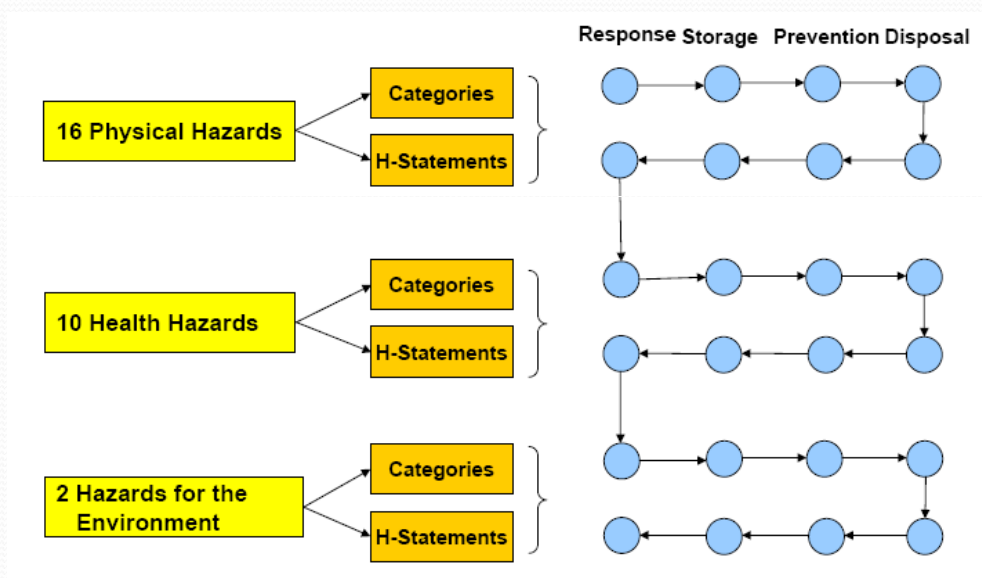 Response Storage Prevention Disposal
Categories
16 Physical Hazards
H-Statements
Categories
10 Health Hazards
H-Statements
Categories
2 Hazards for the
Environment
H-Statements